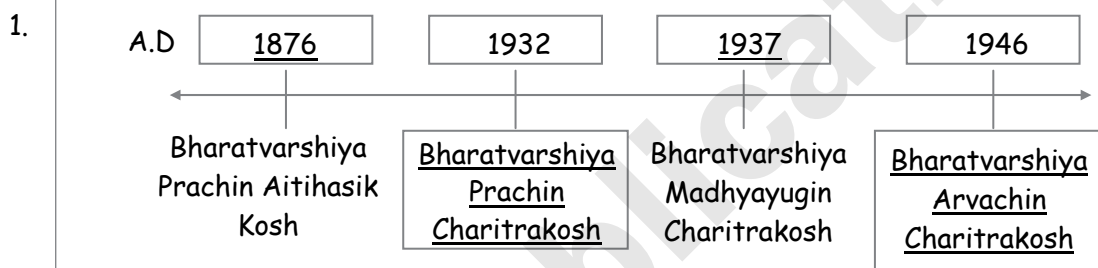 1.
A.D 1876 1932 1937 1946
Bharatvarshiya
Prachin Aitihasik
Kosh
Bharatvarshiya
Prachin
Charitrakosh
Bharatvarshiya
Madhyayugin
Charitrakosh
Bharatvarshiya
Arvachin
Charitrakosh